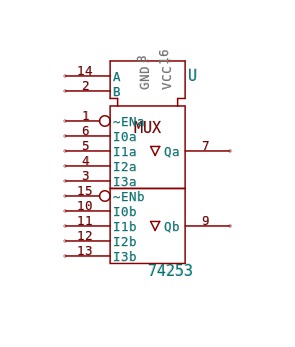 8 16
GND VCC
U
14 A
2 B
MUX
1 ~ENa
6 I0a
5 I1a Qa 7
4 I2a
3 I3a
15 ~ENb
10 I0b
11 I1b Qb 9
12 I2b
13 I3b
74253